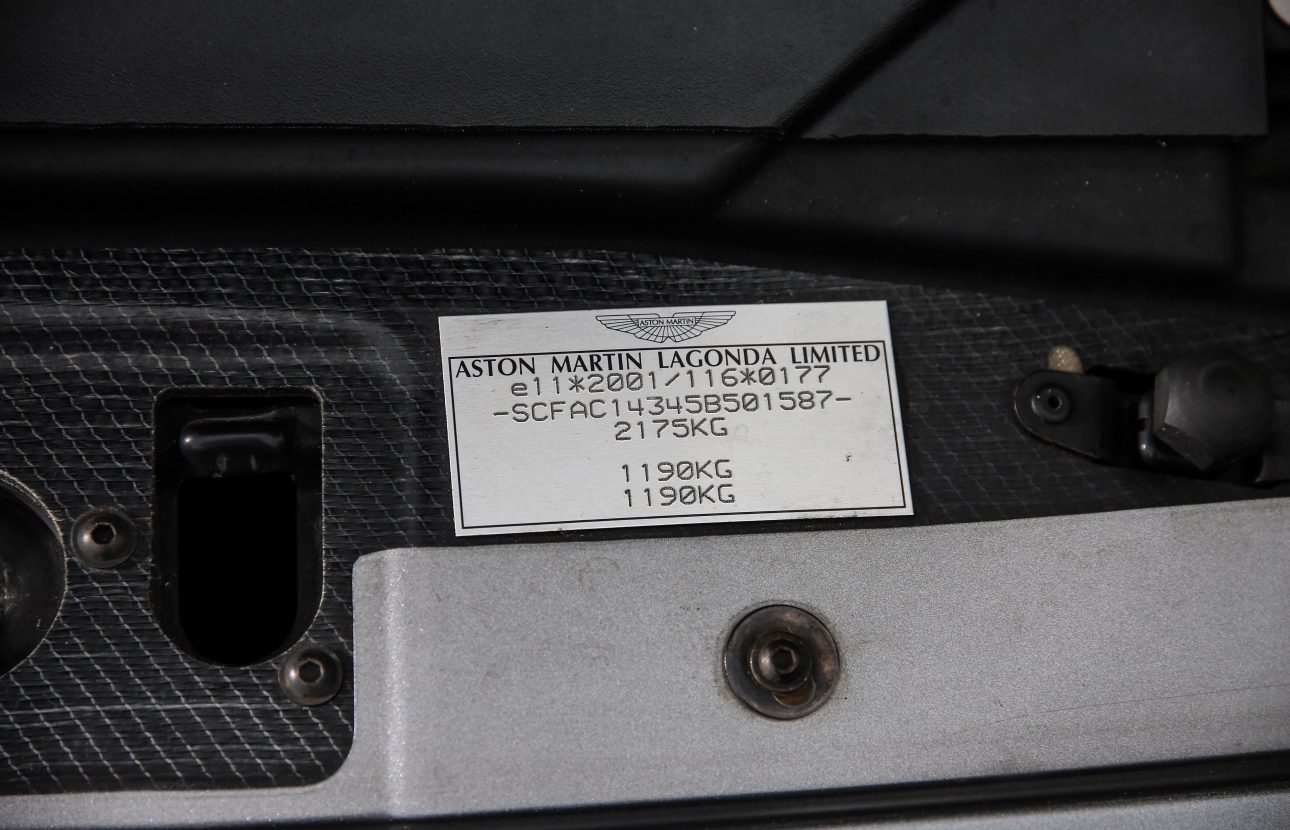 ASTON MARTIN
ASTON MARTIN LAGONDA LIMITED
e11*2001/116*0177
-SCFAC14345B501587-
2175KG
1190KG
1190KG